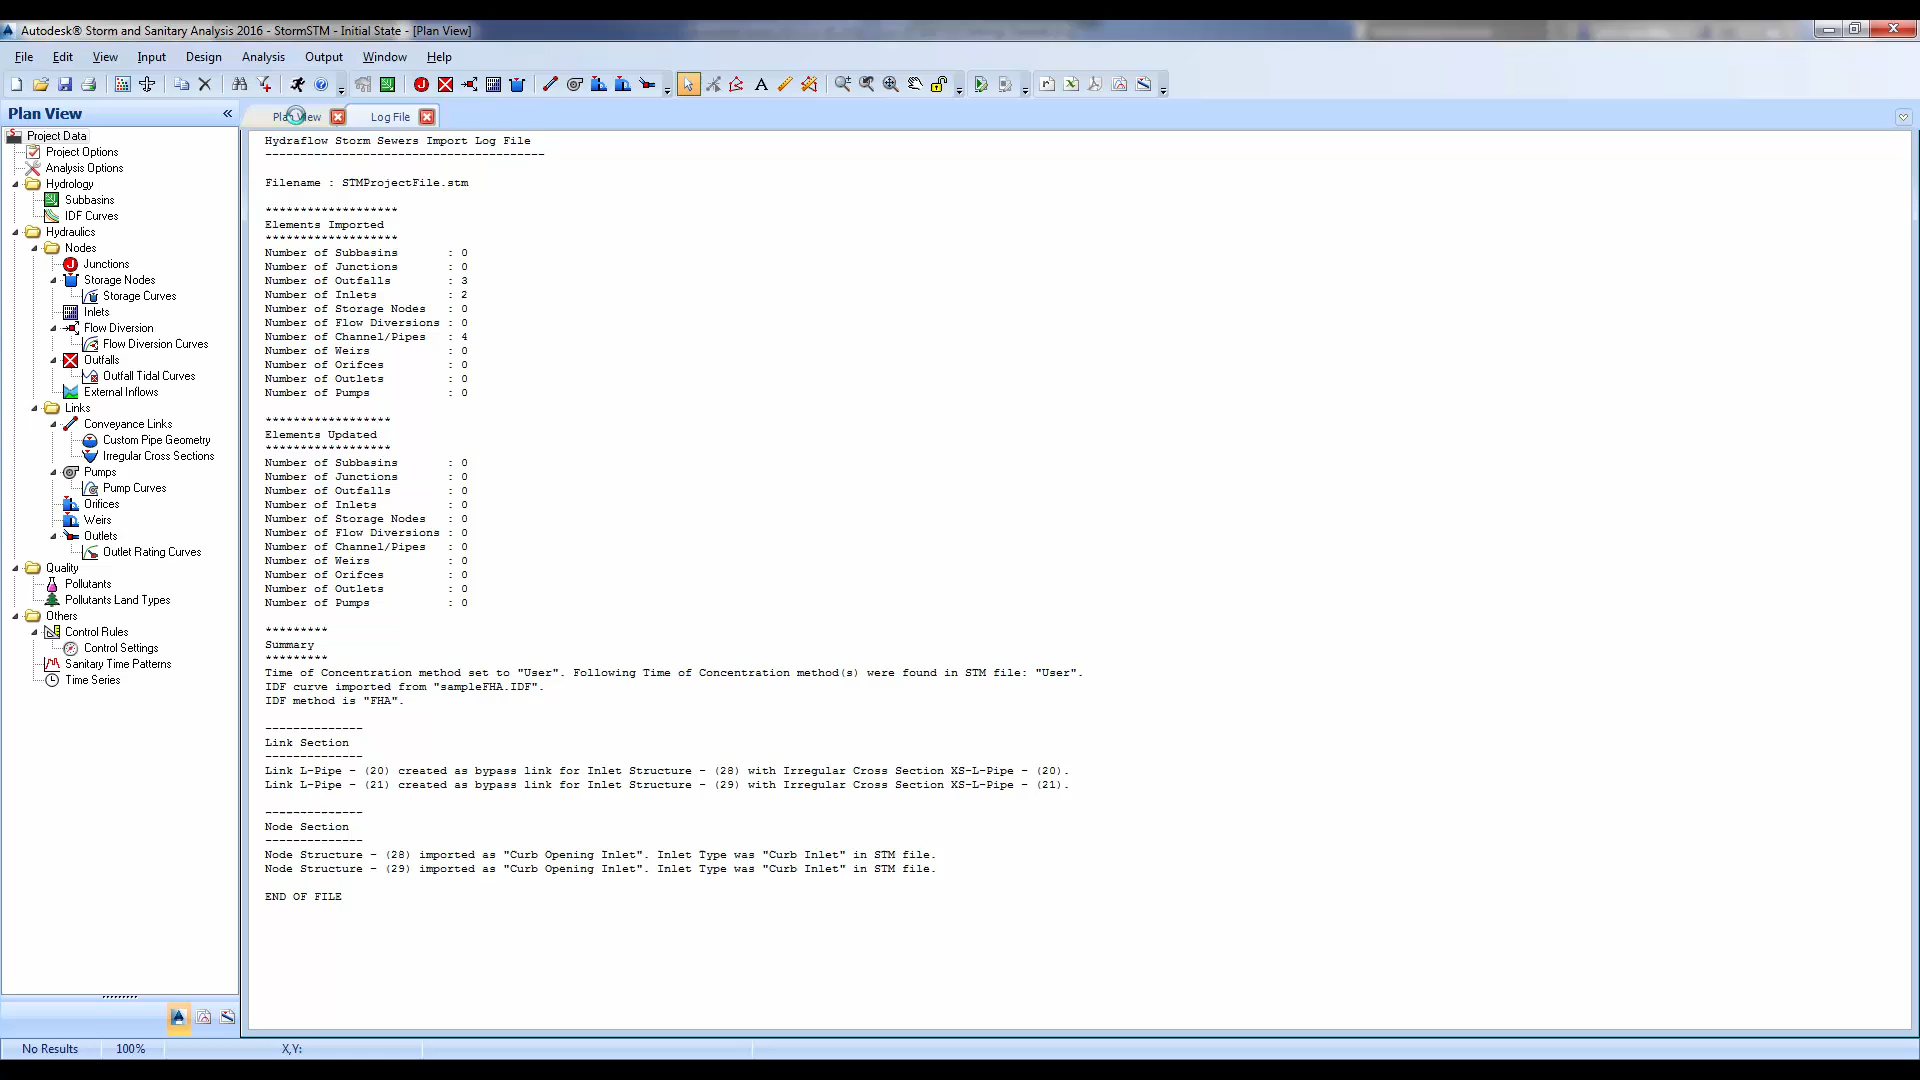 Autodesk® Storm and Sanitary Analysis 2016 - StormSTM - Initial State - [Plan View]
File Edit View Input Design Analysis Output Window Help
Plan View
Plan View Log File
Project Data
Project Options
Analysis Options
Hydrology
Subbasins
IDF Curves
Hydraulics
Nodes
Junctions
Storage Nodes
Storage Curves
Inlets
Flow Diversion
Flow Diversion Curves
Outfalls
Outfall Tidal Curves
External Inflows
Links
Conveyance Links
Custom Pipe Geometry
Irregular Cross Sections
Pumps
Pump Curves
Orifices
Weirs
Outlets
Outlet Rating Curves
Quality
Pollutants
Pollutants Land Types
Others
Control Rules
Control Settings
Sanitary Time Patterns
Time Series
Hydraflow Storm Sewers Import Log File
----------------------------------------
Filename : STMProjectFile.stm
*******************
Elements Imported
*******************
Number of Subbasins : 0
Number of Junctions : 0
Number of Outfalls : 3
Number of Inlets : 2
Number of Storage Nodes : 0
Number of Flow Diversions : 0
Number of Channel/Pipes : 4
Number of Weirs : 0
Number of Orifces : 0
Number of Outlets : 0
Number of Pumps : 0
******************
Elements Updated
*******************
Number of Subbasins : 0
Number of Junctions : 0
Number of Outfalls : 0
Number of Inlets : 0
Number of Storage Nodes : 0
Number of Flow Diversions : 0
Number of Channel/Pipes : 0
Number of Weirs : 0
Number of Orifces : 0
Number of Outlets : 0
Number of Pumps : 0
*********
Summary
*********
Time of Concentration method set to "User". Following Time of Concentration method(s) were found in STM file: "User".
IDF curve imported from "sampleFHA.IDF".
IDF method is "FHA".
--------------
Link Section
--------------
Link L-Pipe - (20) created as bypass link for Inlet Structure - (28) with Irregular Cross Section XS-L-Pipe - (20).
Link L-Pipe - (21) created as bypass link for Inlet Structure - (29) with Irregular Cross Section XS-L-Pipe - (21).
--------------
Node Section
--------------
Node Structure - (28) imported as "Curb Opening Inlet". Inlet Type was "Curb Inlet" in STM file.
Node Structure - (29) imported as "Curb Opening Inlet". Inlet Type was "Curb Inlet" in STM file.
END OF FILE
No Results 100% X,Y: